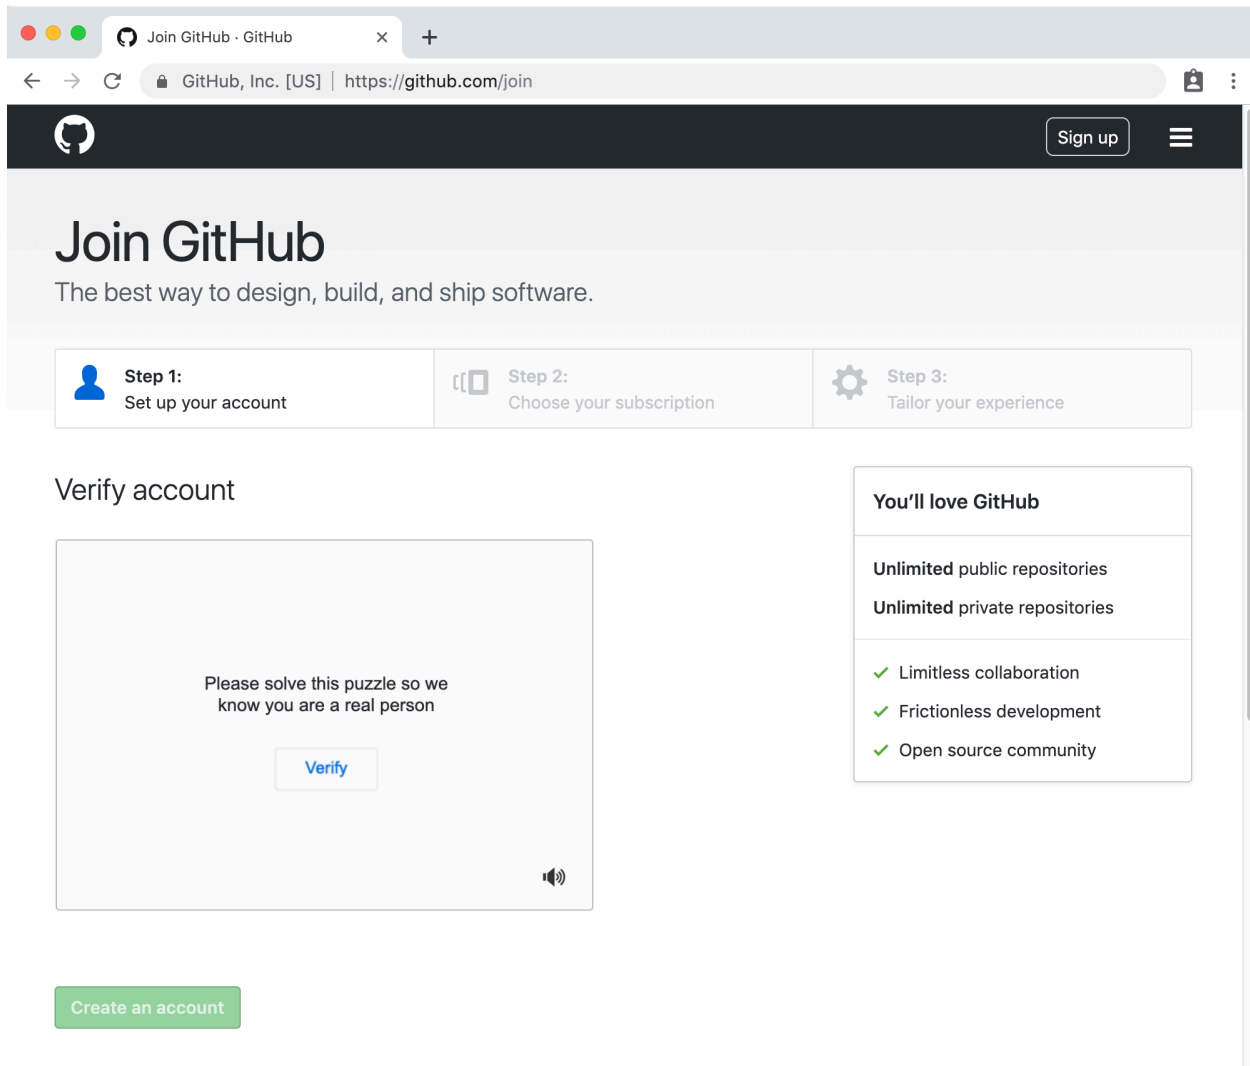 Join GitHub · GitHub
GitHub, Inc. [US] | https://github.com/join
Sign up
Join GitHub
The best way to design, build, and ship software.
Step 1:
Set up your account
Step 2:
Choose your subscription
Step 3:
Tailor your experience
Verify account
Please solve this puzzle so we
know you are a real person
Verify
Create an account
You’ll love GitHub
Unlimited public repositories
Unlimited private repositories
Limitless collaboration
Frictionless development
Open source community